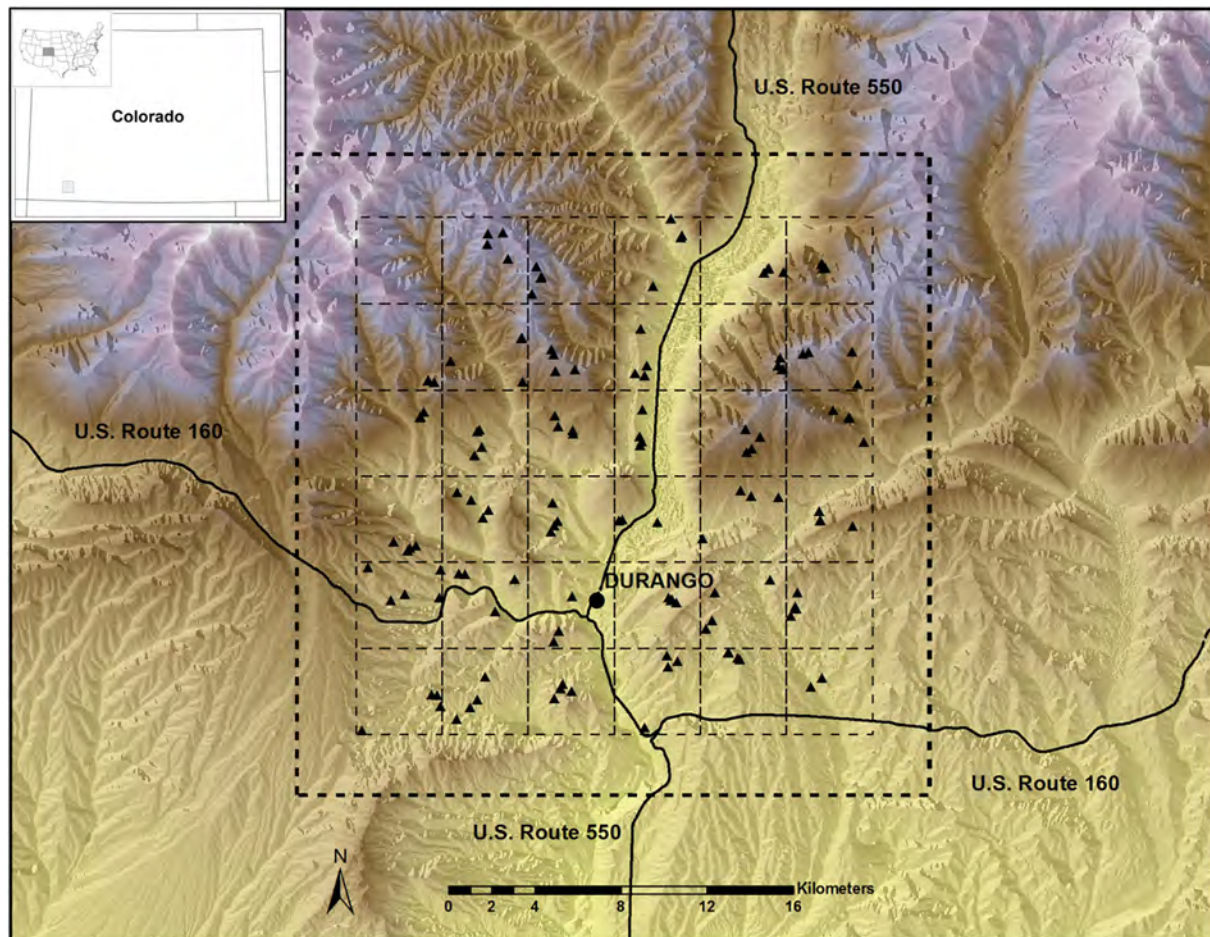 Colorado
U.S. Route 550
U.S. Route 160
DURANGO
U.S. Route 160
U.S. Route 550
N
Kilometers
0 2 4 8 12 16